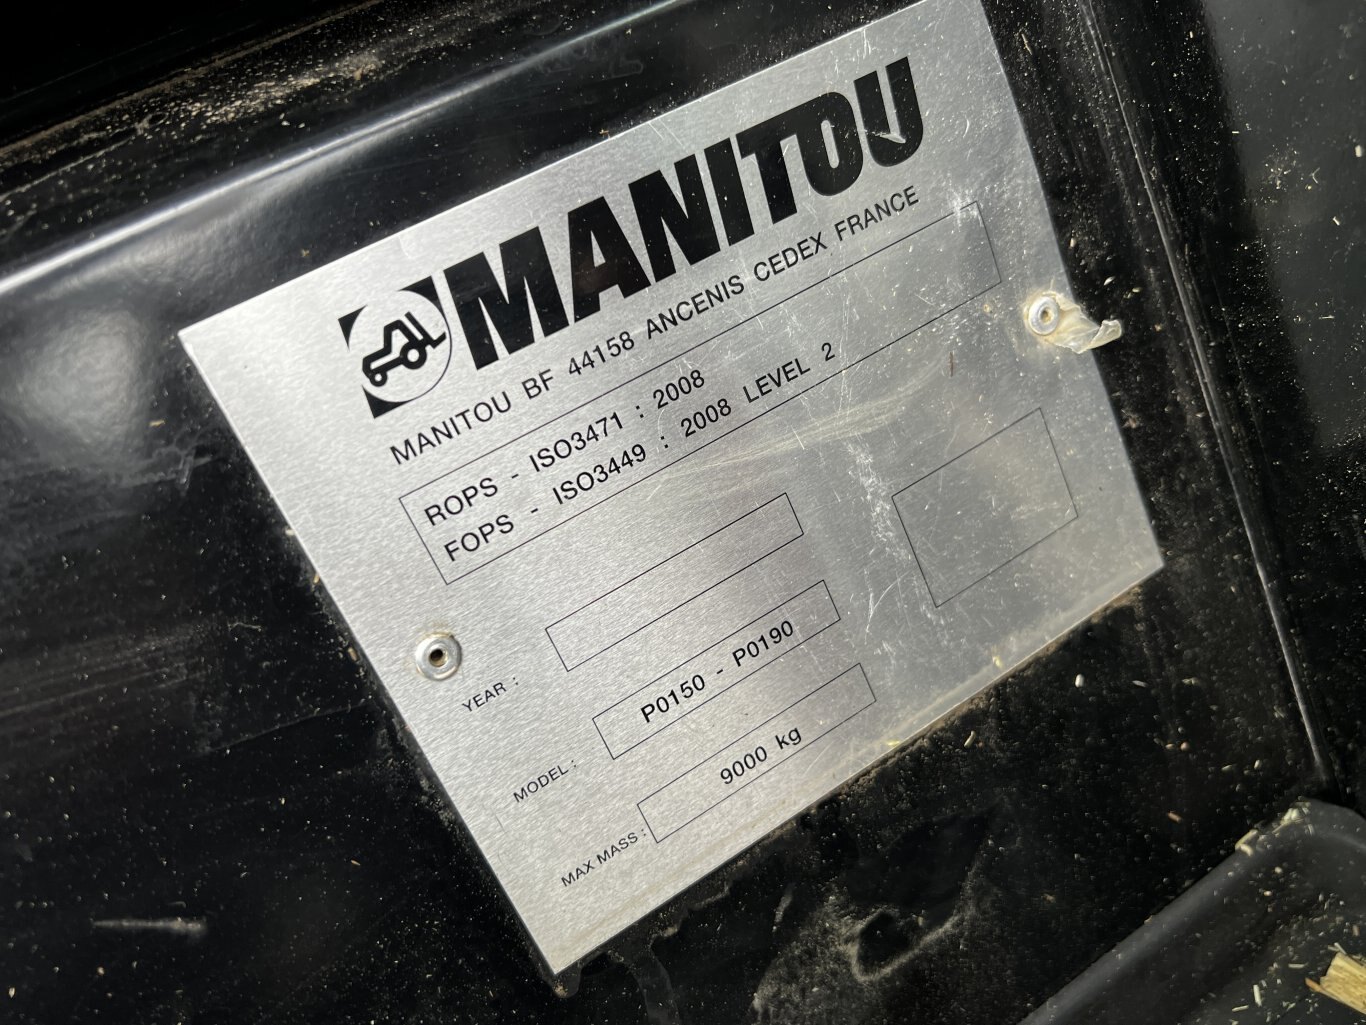 MANITOU
MANITOU BF 44158 ANCENIS CEDEX FRANCE
ROPS - ISO3471 : 2008
FOPS - ISO3449 : 2008 LEVEL 2
YEAR :
MODEL : P0150 - P0190
MAX MASS : 9000 kg